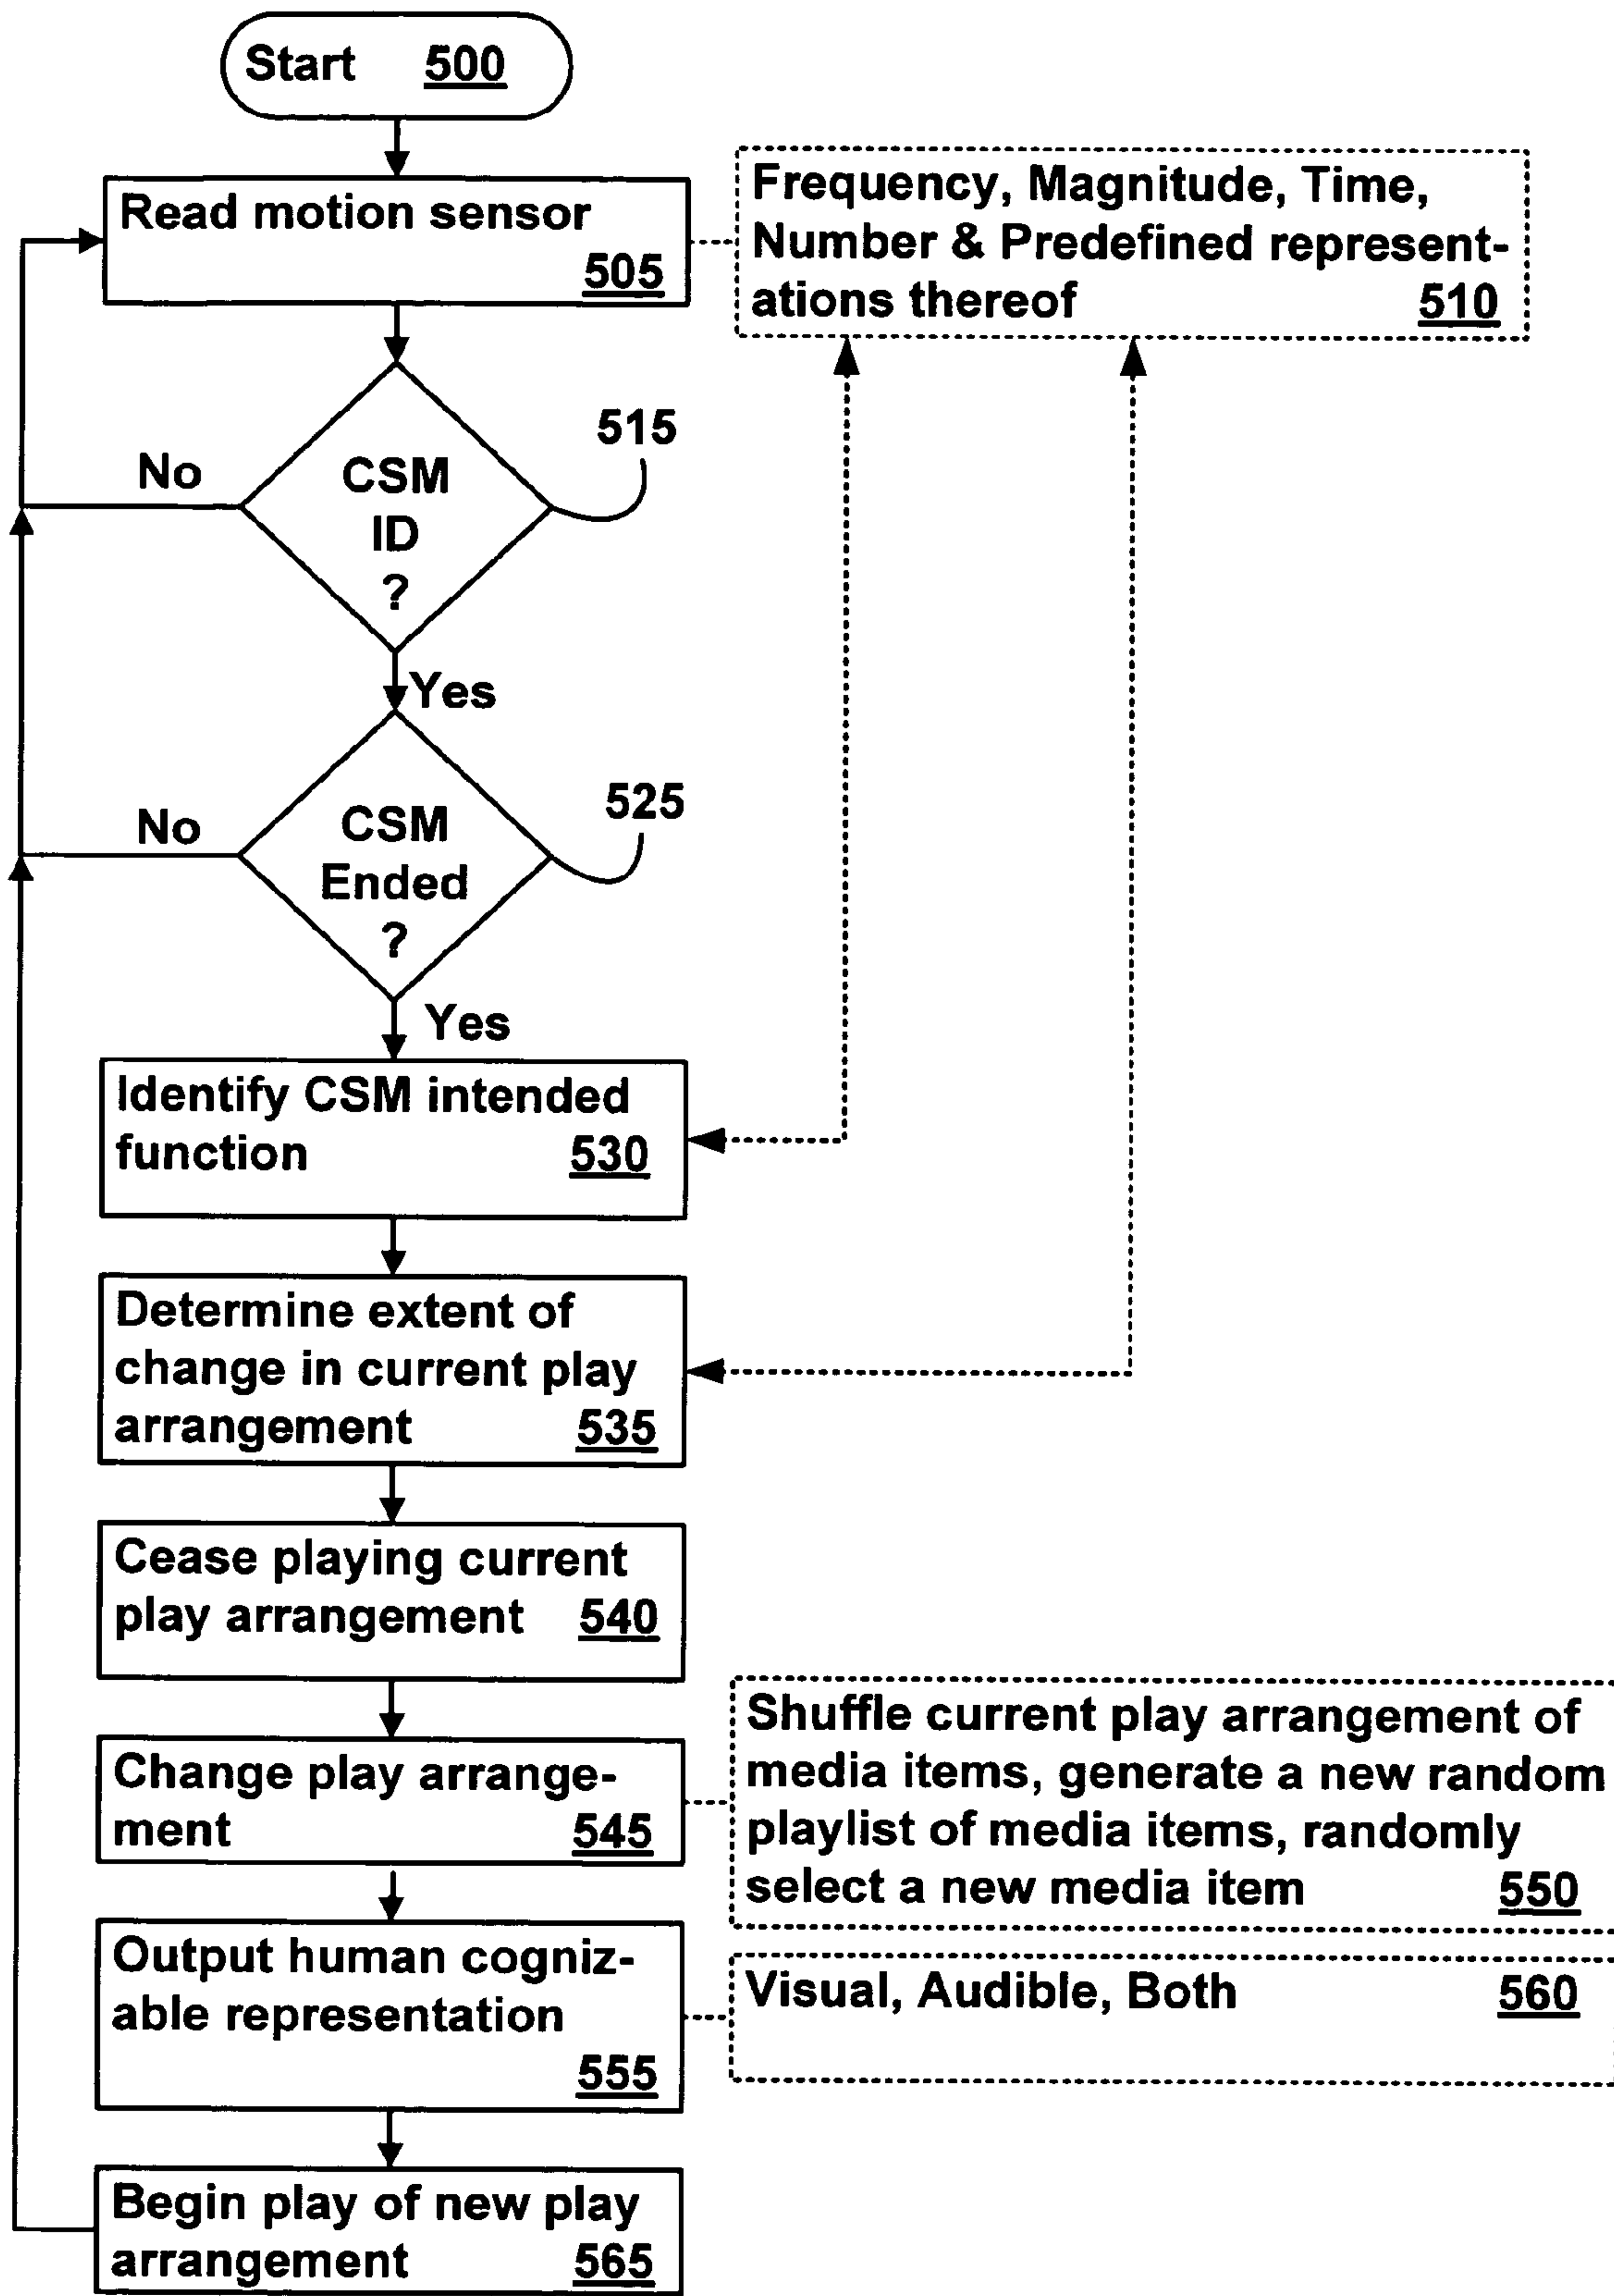 Start 500
Read motion sensor
505
Frequency, Magnitude, Time,
Number & Predefined represent-
ations thereof 510
515
No
CSM
ID
?
Yes
525
No
CSM
Ended
?
Yes
Identify CSM intended
function 530
Determine extent of
change in current play
arrangement 535
Cease playing current
play arrangement 540
Change play arrange-
ment 545
Shuffle current play arrangement of
media items, generate a new random
playlist of media items, randomly
select a new media item 550
Output human cogniz-
able representation
555
Visual, Audible, Both 560
Begin play of new play
arrangement 565